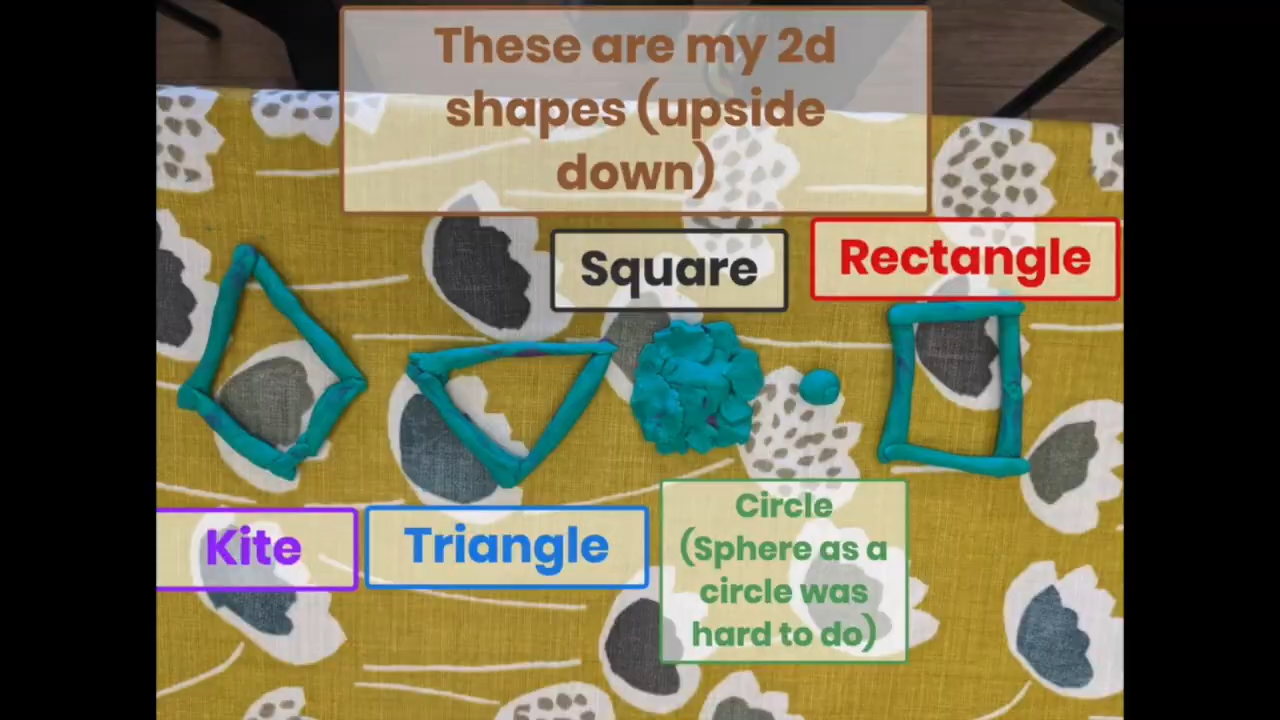 These are my 2d
shapes (upside
down)
Square
Rectangle
Kite
Triangle
Circle
(Sphere as a
circle was
hard to do)